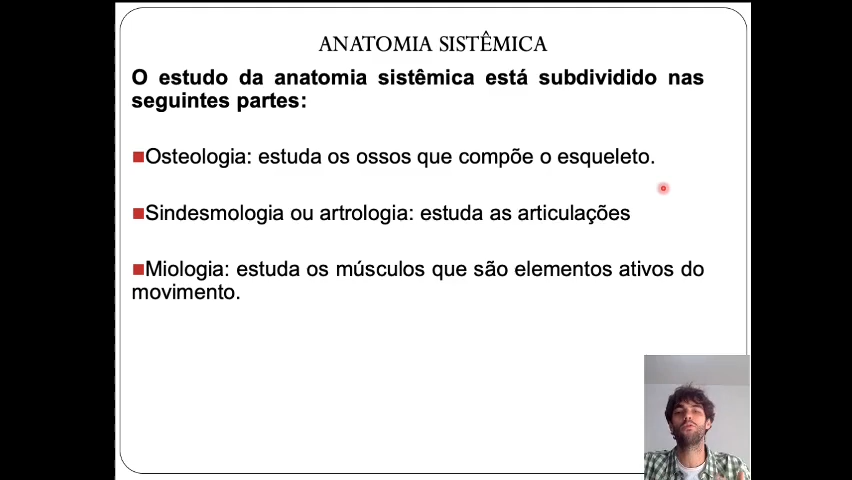 ANATOMIA SISTÊMICA
O estudo da anatomia sistêmica está subdividido nas
seguintes partes:
Osteologia: estuda os ossos que compõe o esqueleto.
Sindesmologia ou artrologia: estuda as articulações
Miologia: estuda os músculos que são elementos ativos do
movimento.